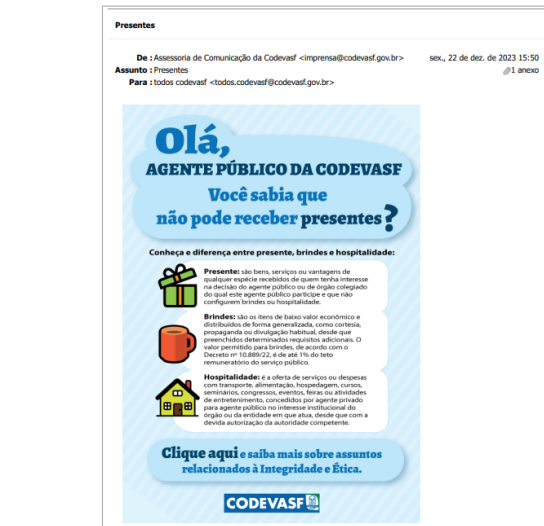 Presentes
De : Assessoria de Comunicação da Codevasf <imprensa@codevasf.gov.br>
sex., 22 de dez. de 2023 15:50
Assunto : Presentes
1 anexo
Para : todos codevasf <todos.codevasf@codevasf.gov.br>
Olá,
AGENTE PÚBLICO DA CODEVASF
Você sabia que
não pode receber presentes?
Conheça e diferença entre presente, brindes e hospitalidade:
Presente: são bens, serviços ou vantagens de
qualquer espécie recebidos de quem tenha interesse
na decisão do agente público ou de órgão colegiado
do qual este agente público participe e que não
configurem brindes ou hospitalidade.
Brindes: são os itens de baixo valor econômico e
distribuídos de forma generalizada, como cortesia,
propaganda ou divulgação habitual, desde que
preenchidos determinados requisitos adicionais. O
valor permitido para brindes, de acordo com o
Decreto nº 10.889/22, é de até 1% do teto
remuneratório do serviço público.
Hospitalidade: é a oferta de serviços ou despesas
com transporte, alimentação, hospedagem, cursos,
seminários, congressos, eventos, feiras ou atividades
de entretenimento, concedidos por agente privado
para agente público no interesse institucional do
órgão ou da entidade em que atua, desde que com a
devida autorização da autoridade competente.
Clique aqui e saiba mais sobre assuntos
relacionados à Integridade e Ética.
CODEVASF